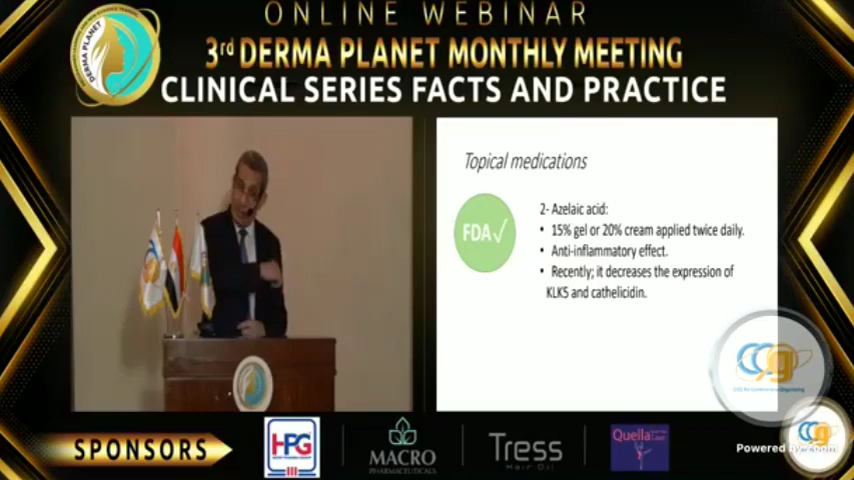 ONLINE WEBINAR
3rd DERMA PLANET MONTHLY MEETING
CLINICAL SERIES FACTS AND PRACTICE
DERMA PLANET
Topical medications
FDA✓
2- Azelaic acid:
• 15% gel or 20% cream applied twice daily.
• Anti-inflammatory effect.
• Recently; it decreases the expression of
KLK5 and cathelicidin.
SPONSORS
HPG
MACRO
PHARMACEUTICALS
Tress
Hair Oil
Quella
Powered by Zoom